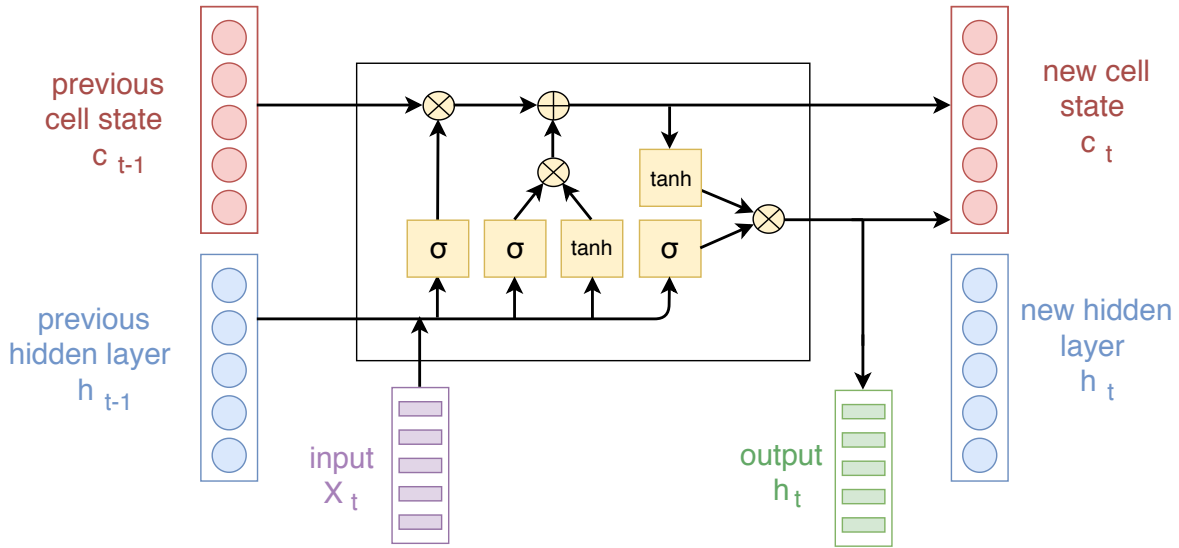 previous
cell state
c t-1
new cell
state
c t
tanh
σ
σ
tanh
σ
previous
hidden layer
h t-1
new hidden
layer
h t
input
X t
output
h t